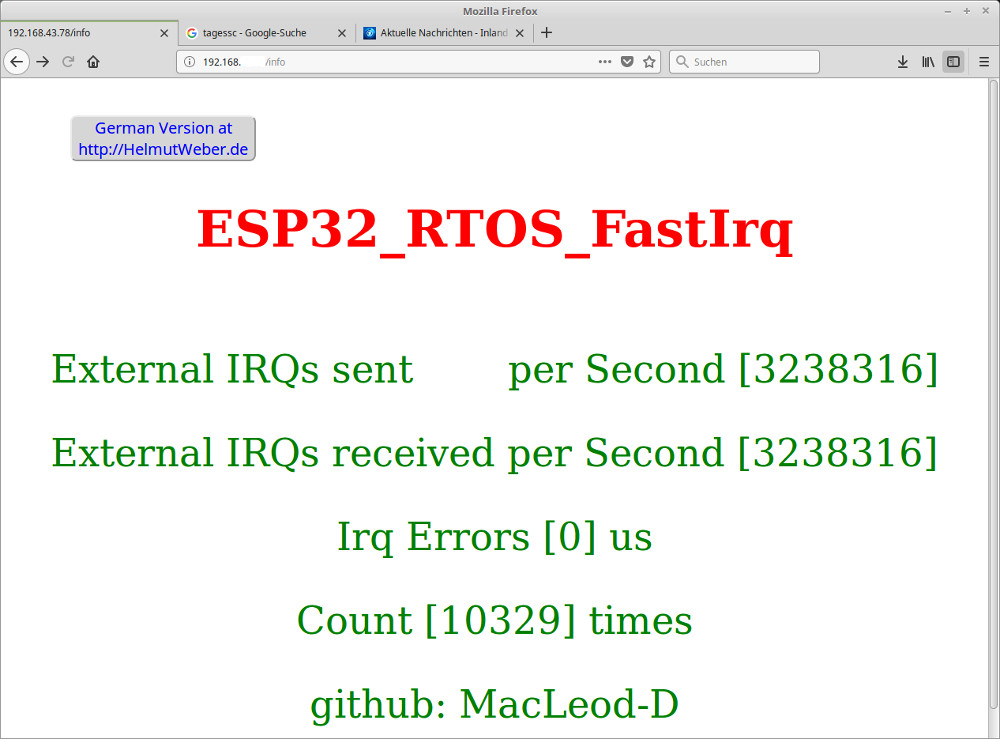 Mozilla Firefox
192.168.43.78/info
tagessc - Google-Suche
Aktuelle Nachrichten - Inland
192.168. /info
Suchen
German Version at
http://HelmutWeber.de
ESP32_RTOS_FastIrq
External IRQs sent per Second [3238316]
External IRQs received per Second [3238316]
Irq Errors [0] us
Count [10329] times
github: MacLeod-D